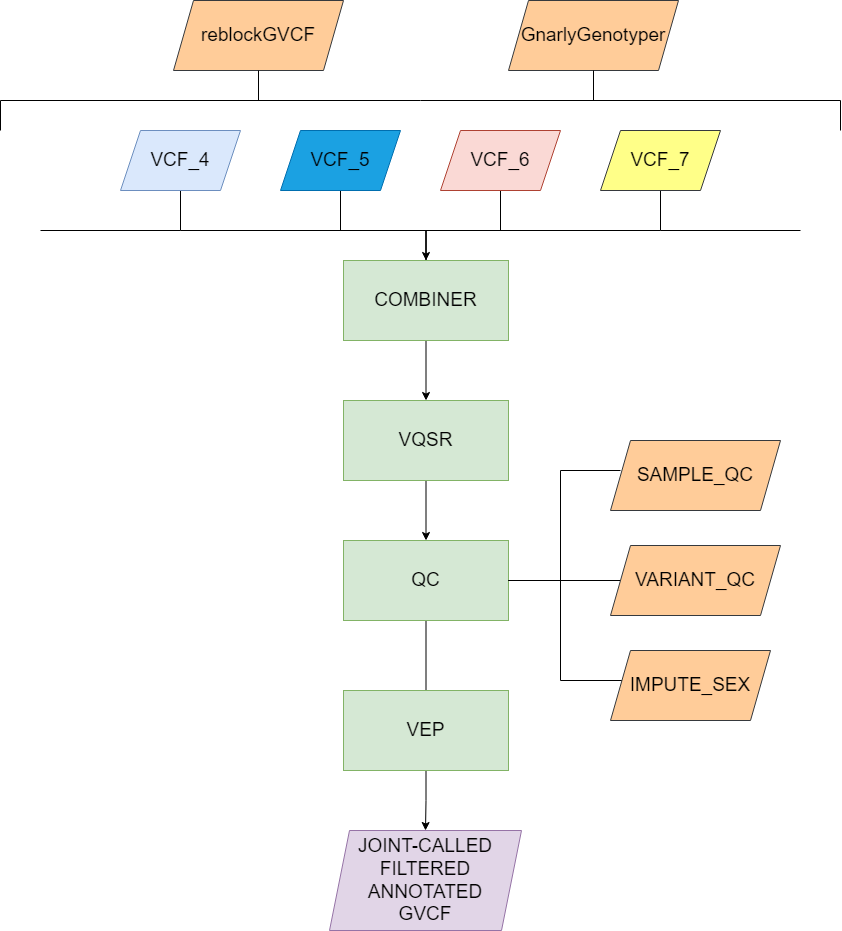 reblockGVCF
GnarlyGenotyper
VCF_4
VCF_5
VCF_6
VCF_7
COMBINER
VQSR
SAMPLE_QC
QC
VARIANT_QC
IMPUTE_SEX
VEP
JOINT-CALLED
FILTERED
ANNOTATED
GVCF